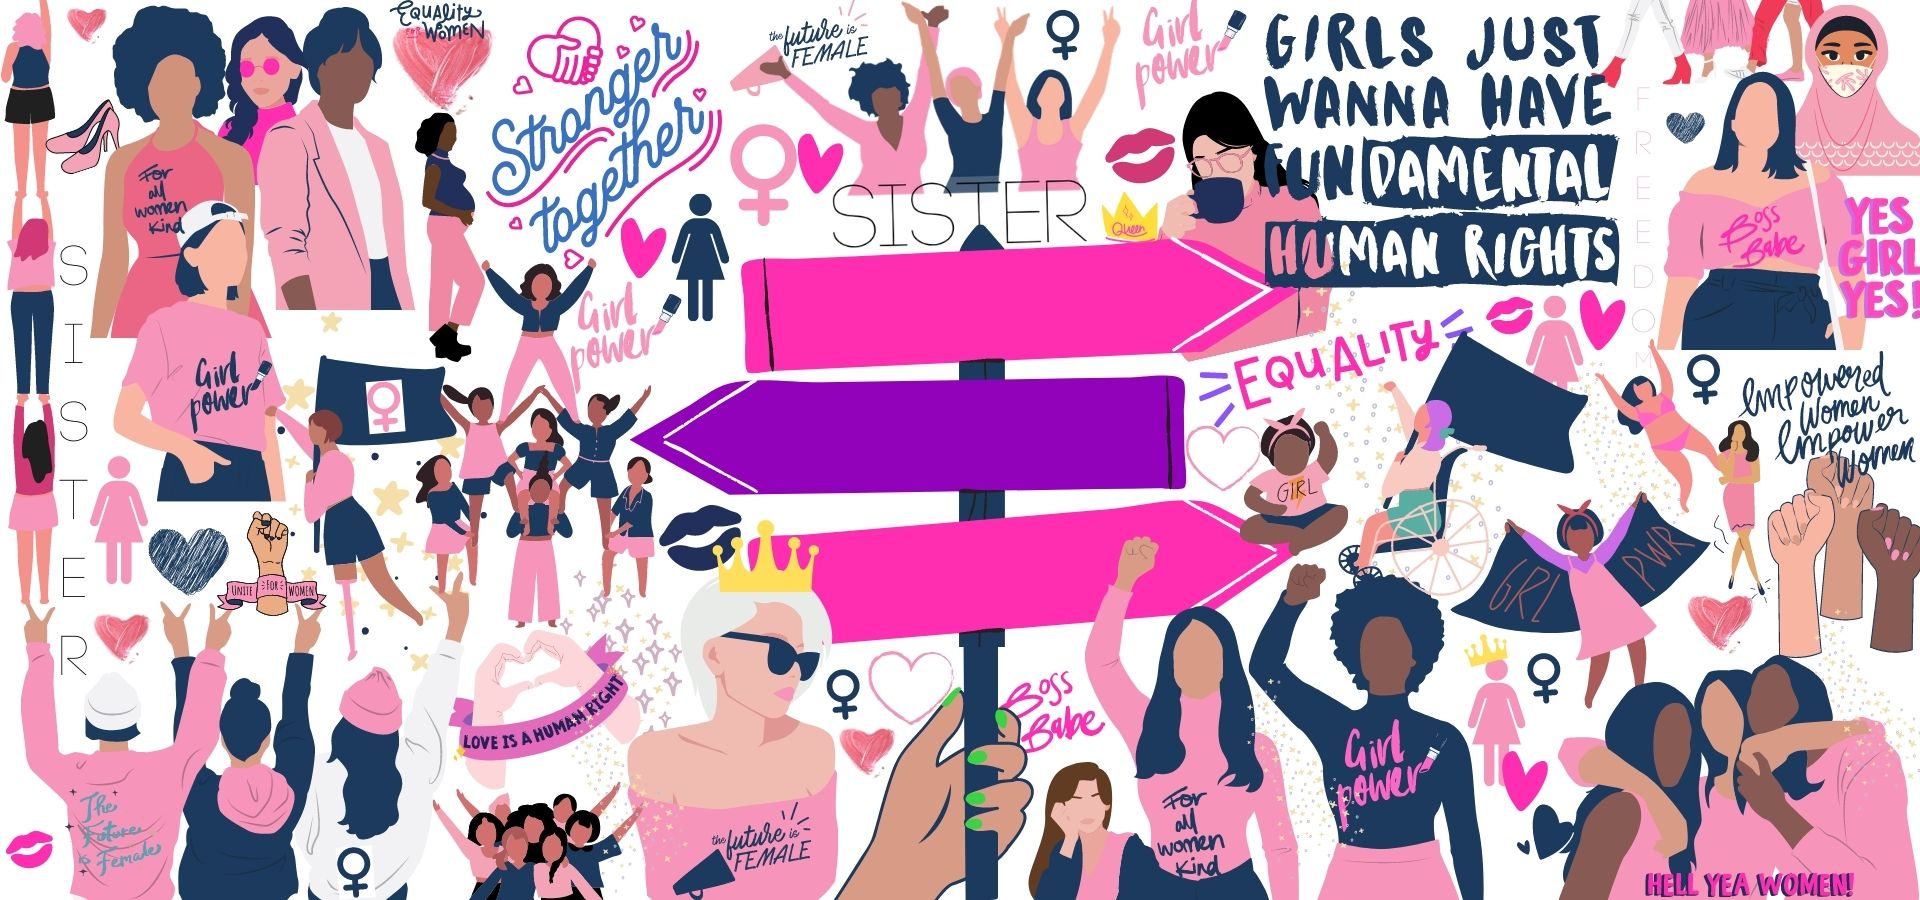 EQUALITY
FOR WOMEN
Stronger
together
the future is
FEMALE
Girl
power
GIRLS JUST
WANNA HAVE
FUNDAMENTAL
HUMAN RIGHTS
For
all
women
kind
SISTER
SISTER
Queen
FREEDOM
Boss
Babe
YES
GIRL
YES!
Girl
power
Girl
power
EQUALITY
GIRL
Empowered
Women
Empower
Women
UNITE FOR WOMEN
GRL PWR
LOVE IS A HUMAN RIGHT
The
Future
is
Female
the future is
FEMALE
Boss
Babe
For
all
women
kind
Girl
power
HELL YEA WOMEN!